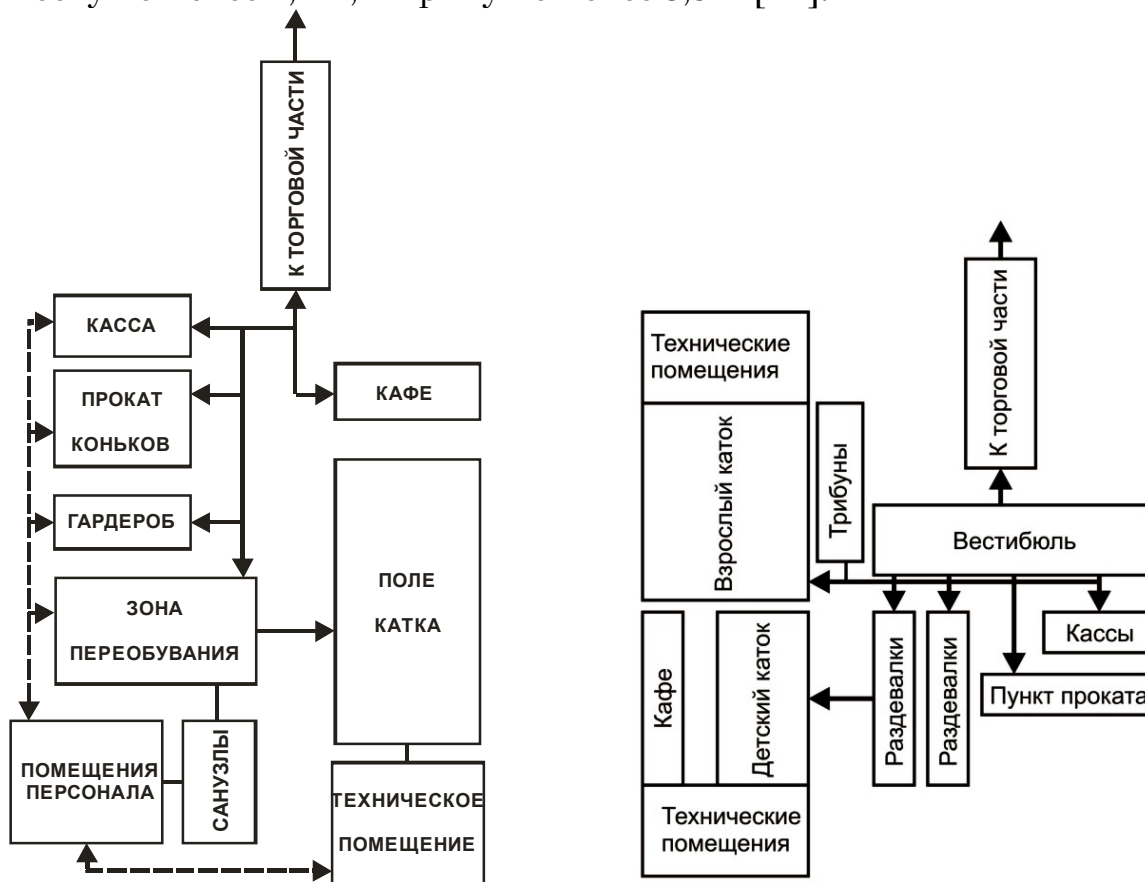 К ТОРГОВОЙ ЧАСТИ
КАССА
ПРОКАТ
КОНЬКОВ
КАФЕ
ГАРДЕРОБ
ЗОНА
ПЕРЕОБУВАНИЯ
ПОЛЕ
КАТКА
ПОМЕЩЕНИЯ
ПЕРСОНАЛА
САНУЗЛЫ
ТЕХНИЧЕСКОЕ
ПОМЕЩЕНИЕ
К торговой части
Технические
помещения
Взрослый каток
Трибуны
Вестибюль
Кафе
Детский каток
Раздевалки
Раздевалки
Кассы
Пункт проката
Технические
помещения